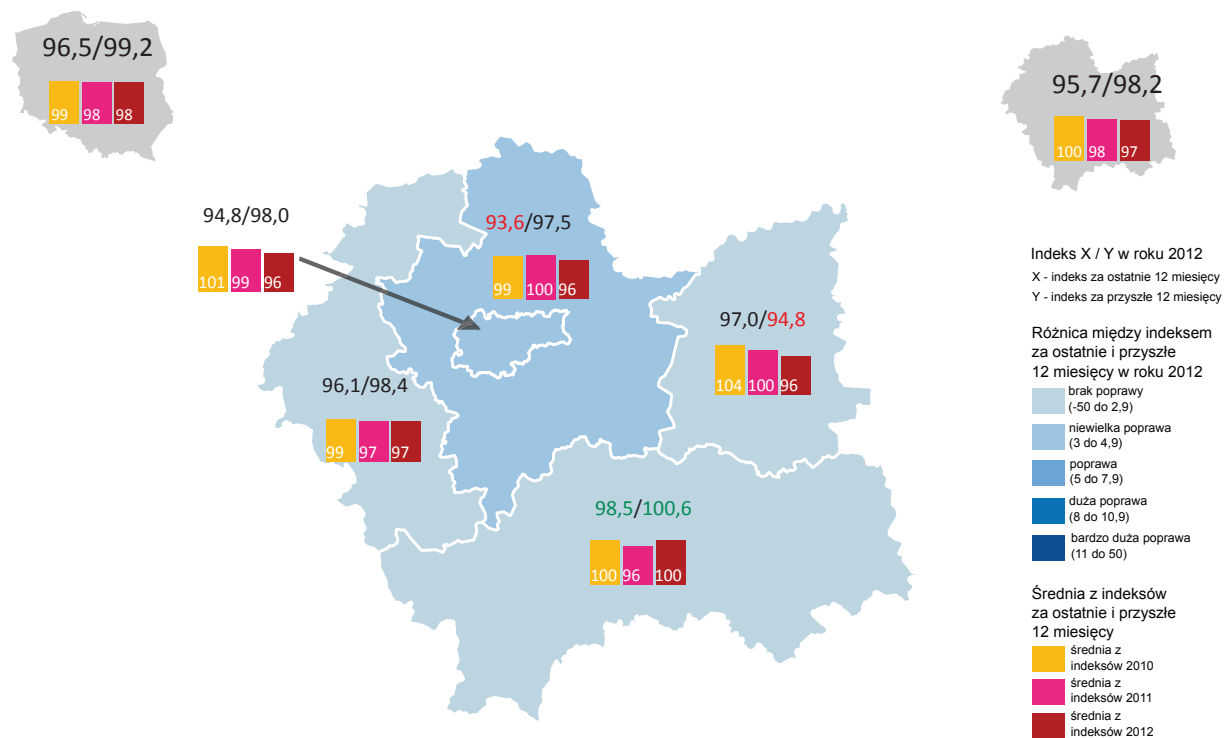 96,5/99,2
99 98 98
95,7/98,2
100 98 97
94,8/98,0
101 99 96
93,6/97,5
99 100 96
97,0/94,8
104 100 96
96,1/98,4
99 97 97
98,5/100,6
100 96 100
Indeks X / Y w roku 2012
X - indeks za ostatnie 12 miesięcy
Y - indeks za przyszłe 12 miesięcy
Różnica między indeksem
za ostatnie i przyszłe
12 miesięcy w roku 2012
brak poprawy
(-50 do 2,9)
niewielka poprawa
(3 do 4,9)
poprawa
(5 do 7,9)
duża poprawa
(8 do 10,9)
bardzo duża poprawa
(11 do 50)
Średnia z indeksów
za ostatnie i przyszłe
12 miesięcy
średnia z
indeksów 2010
średnia z
indeksów 2011
średnia z
indeksów 2012